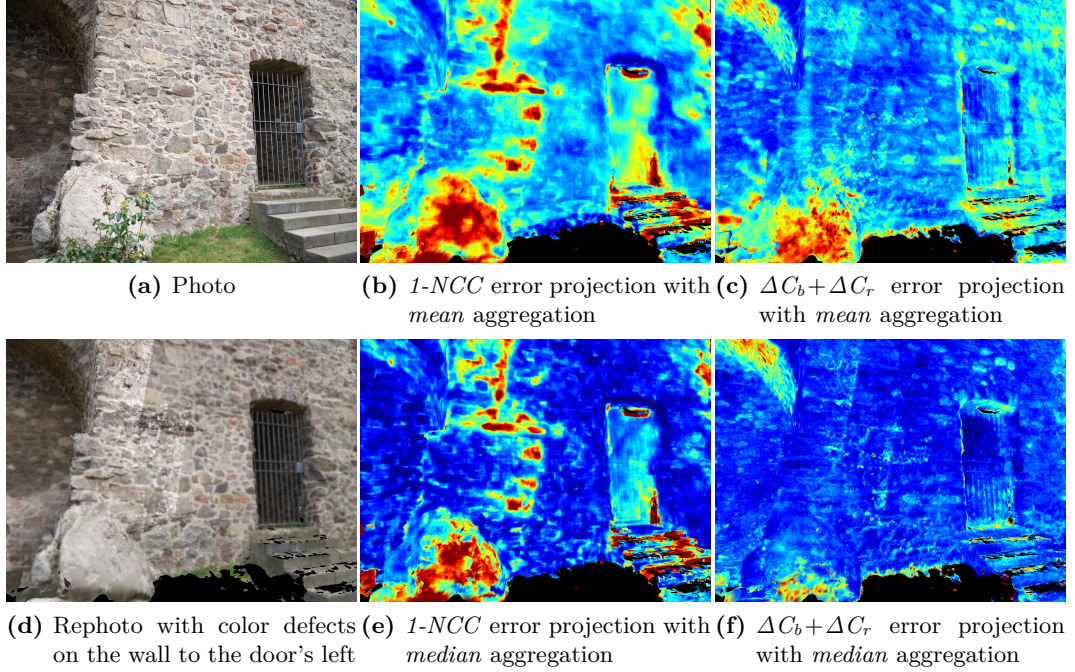 (a) Photo
(b) 1-NCC error projection with
mean aggregation
(c) ΔC_b+ΔC_r error projection
with mean aggregation
(d) Rephoto with color defects
on the wall to the door's left
(e) 1-NCC error projection with
median aggregation
(f) ΔC_b+ΔC_r error projection
with median aggregation